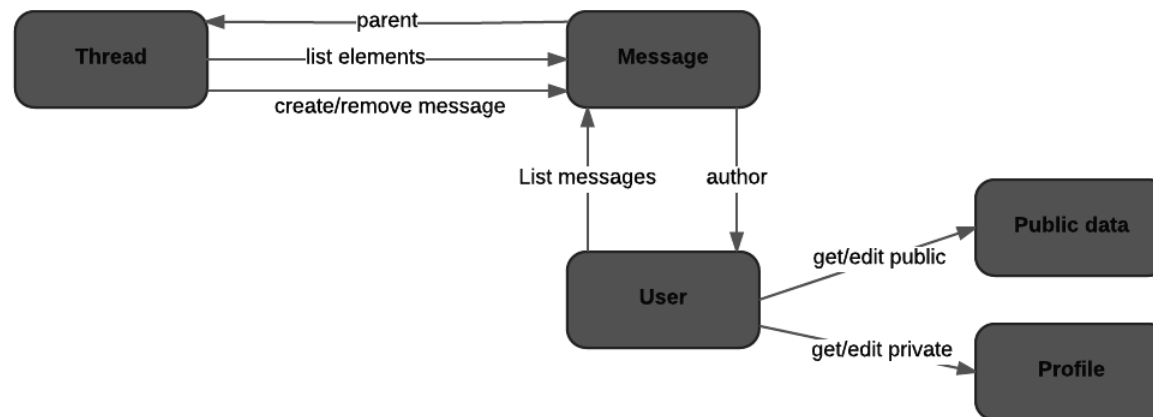 parent
Thread
list elements
Message
create/remove message
List messages
author
Public data
get/edit public
User
get/edit private
Profile